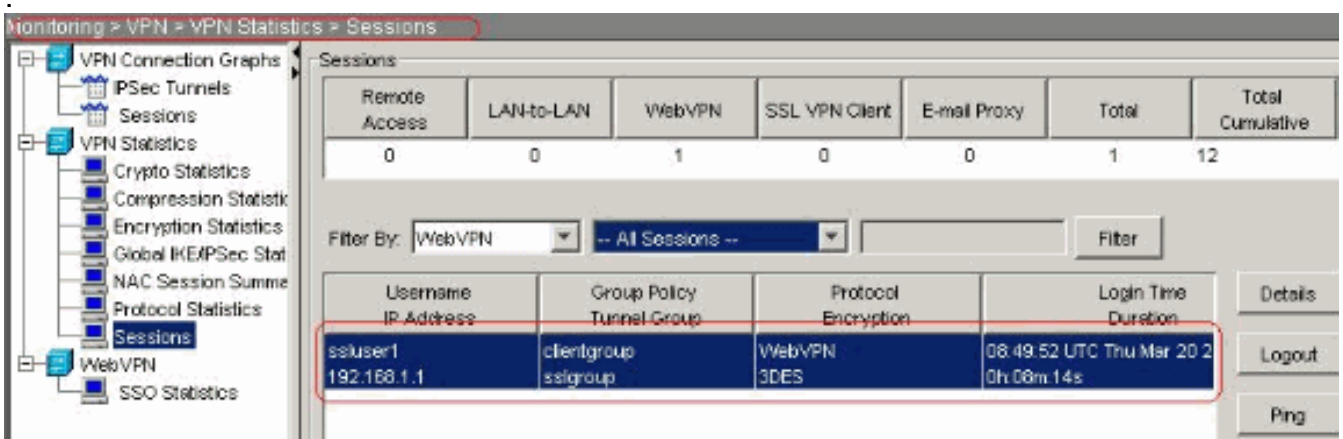 .
Monitoring > VPN > VPN Statistics > Sessions
VPN Connection Graphs
IPSec Tunnels
Sessions
VPN Statistics
Crypto Statistics
Compression Statistic
Encryption Statistics
Global IKE/IPSec Stat
NAC Session Summa
Protocol Statistics
Sessions
WebVPN
SSO Statistics
Sessions
Remote Access LAN-to-LAN WebVPN SSL VPN Client E-mail Proxy Total Total Cumulative
0 0 1 0 0 1 12
Filter By: WebVPN -- All Sessions -- Filter
Username Group Policy Protocol Login Time
IP Address Tunnel Group Encryption Duration
ssluser1 clientgroup WebVPN 08:49:52 UTC Thu Mar 20 2
192.168.1.1 sslgroup 3DES 0h:08m:14s
Details
Logout
Ping